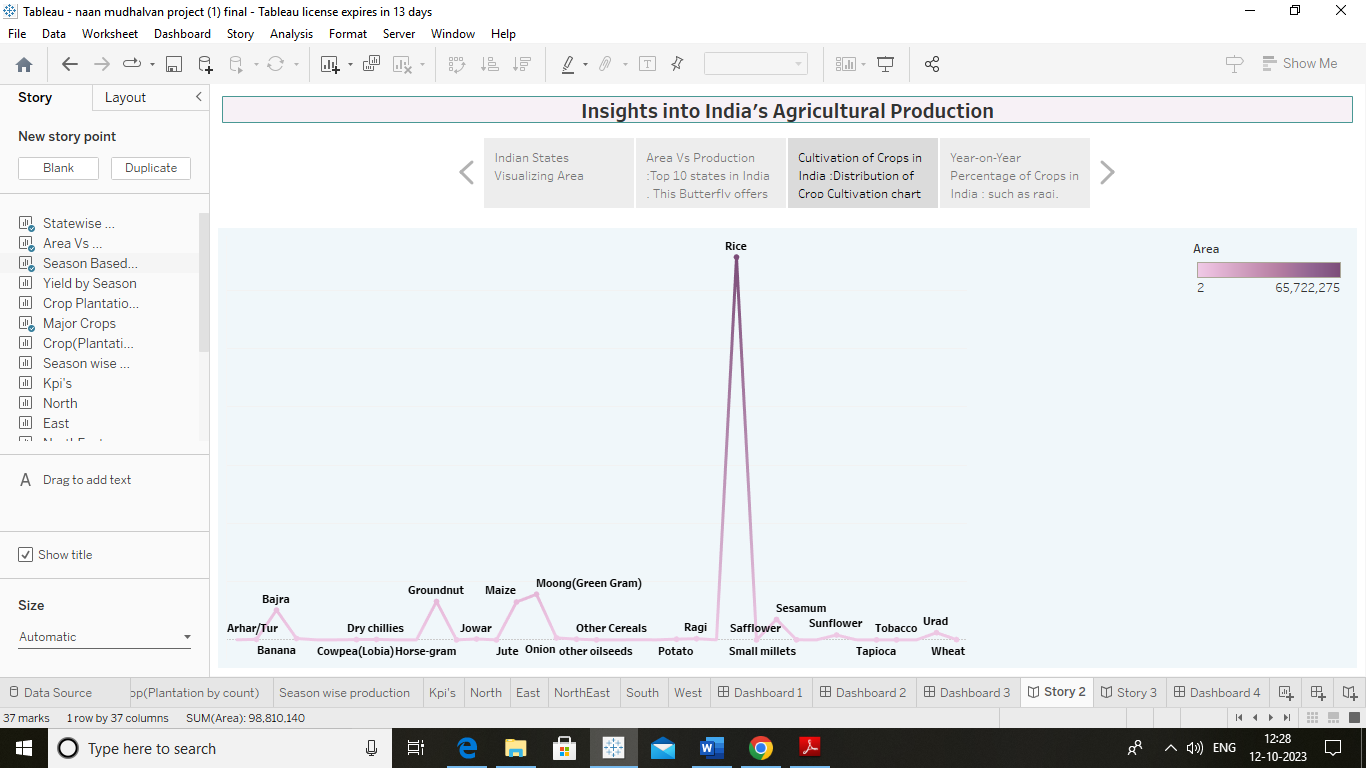 Tableau - naan mudhalvan project (1) final - Tableau license expires in 13 days
File Data Worksheet Dashboard Story Analysis Format Server Window Help
Show Me
Story Layout
New story point
Blank Duplicate
Statewise ...
Area Vs ...
Season Based...
Yield by Season
Crop Plantatio...
Major Crops
Crop(Plantati...
Season wise ...
Kpi's
North
East
A Drag to add text
Show title
Size
Automatic
Insights into India's Agricultural Production
Indian States
Visualizing Area
Area Vs Production
:Top 10 states in India
. This Butterfly offers
Cultivation of Crops in
India :Distribution of
Crop Cultivation chart
Year-on-Year
Percentage of Crops in
India : such as ragi,
Rice
Area
2 65,722,275
Moong(Green Gram)
Groundnut Maize
Bajra
Sesamum
Sunflower Urad
Arhar/Tur Dry chillies Jowar Other Cereals Ragi Safflower Tobacco
Banana Cowpea(Lobia) Horse-gram Jute Onion other oilseeds Potato Small millets Tapioca Wheat
Data Source op(Plantation by count) Season wise production Kpi's North East NorthEast South West Dashboard 1 Dashboard 2 Dashboard 3 Story 2 Story 3 Dashboard 4
37 marks 1 row by 37 columns SUM(Area): 98,810,140
Type here to search
ENG
12:28
12-10-2023